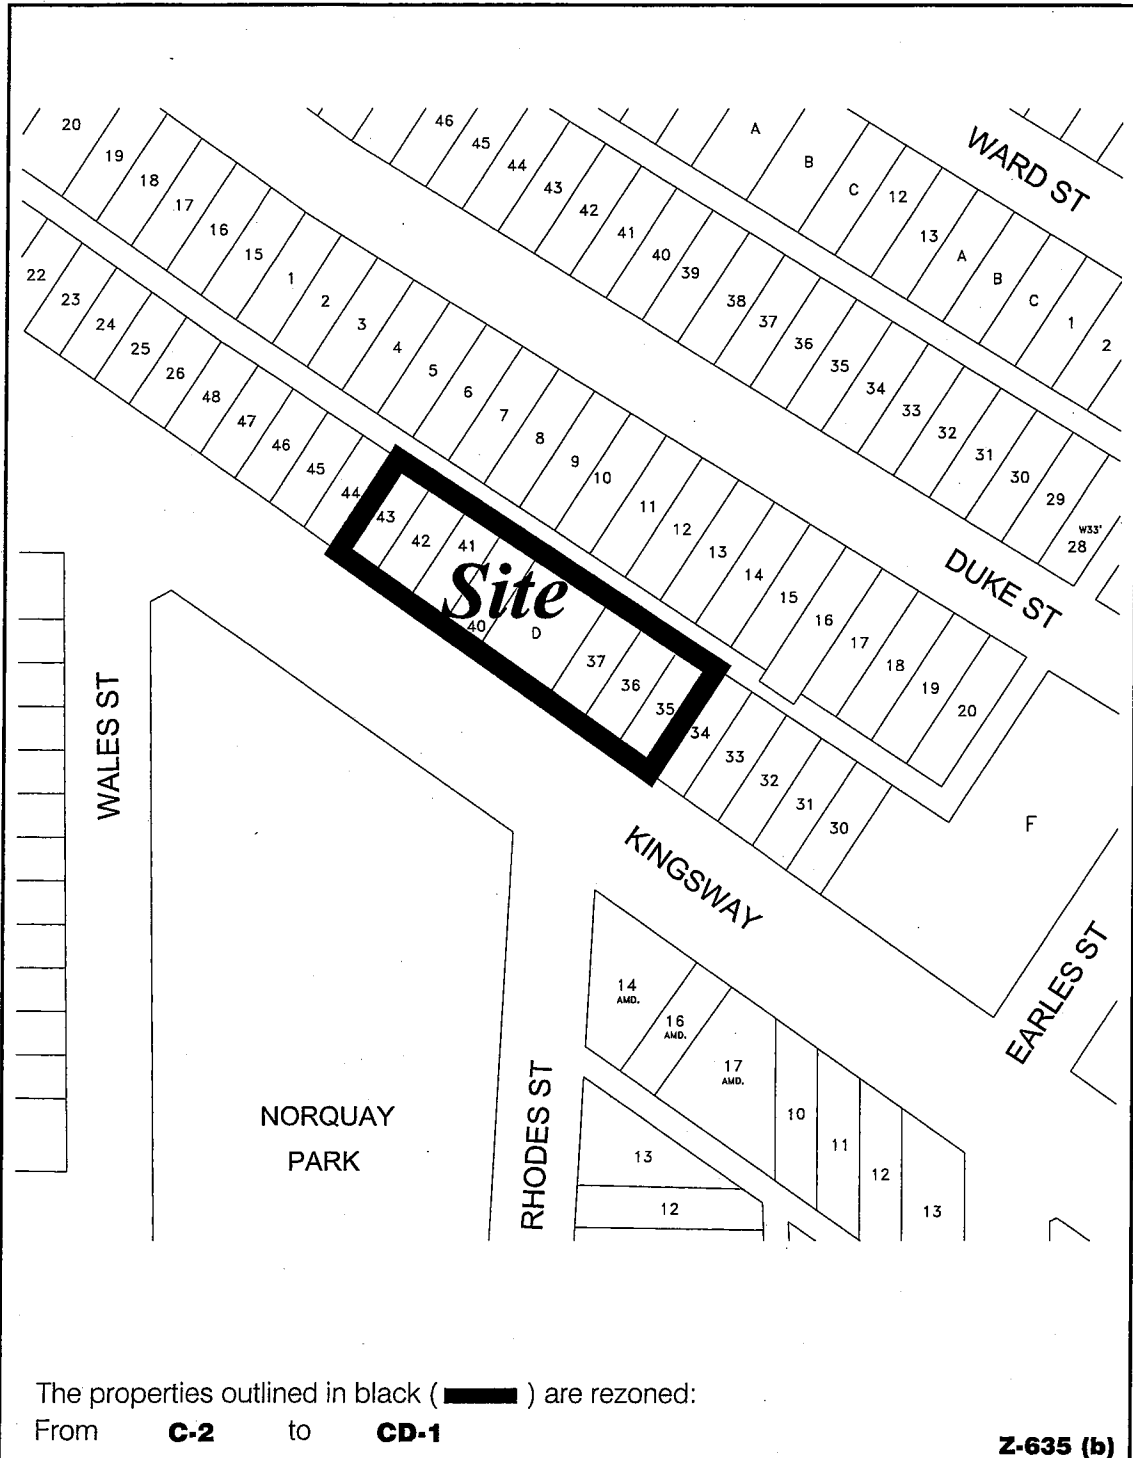 WARD ST
46 45 44 43 42 41 40 39 38 37 36 35 34 33 32 31 30 29 W33' 28
A B C 12 13 A B C 1 2
20 19 18 17 16 15 1 2 3 4 5 6 7 8 9 10 11 12 13 14 15 16 17 18 19 20
DUKE ST
22 23 24 25 26 48 47 46 45 44 43 42 41 40 D 37 36 35 34 33 32 31 30
Site
F
WALES ST
KINGSWAY
EARLES ST
14 AMD.
16 AMD.
17 AMD.
10 11 12 13
RHODES ST
13
12
NORQUAY
PARK
The properties outlined in black ( ) are rezoned:
From C-2 to CD-1
Z-635 (b)